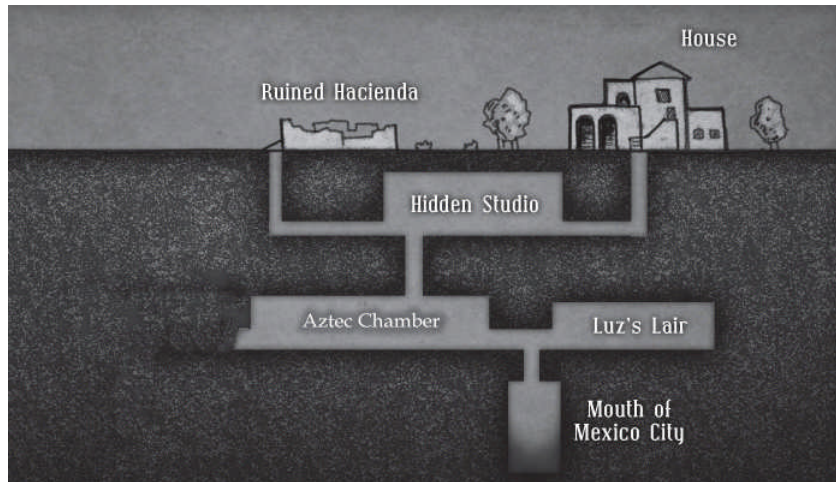 House
Ruined Hacienda
Hidden Studio
Aztec Chamber
Luz's Lair
Mouth of
Mexico City